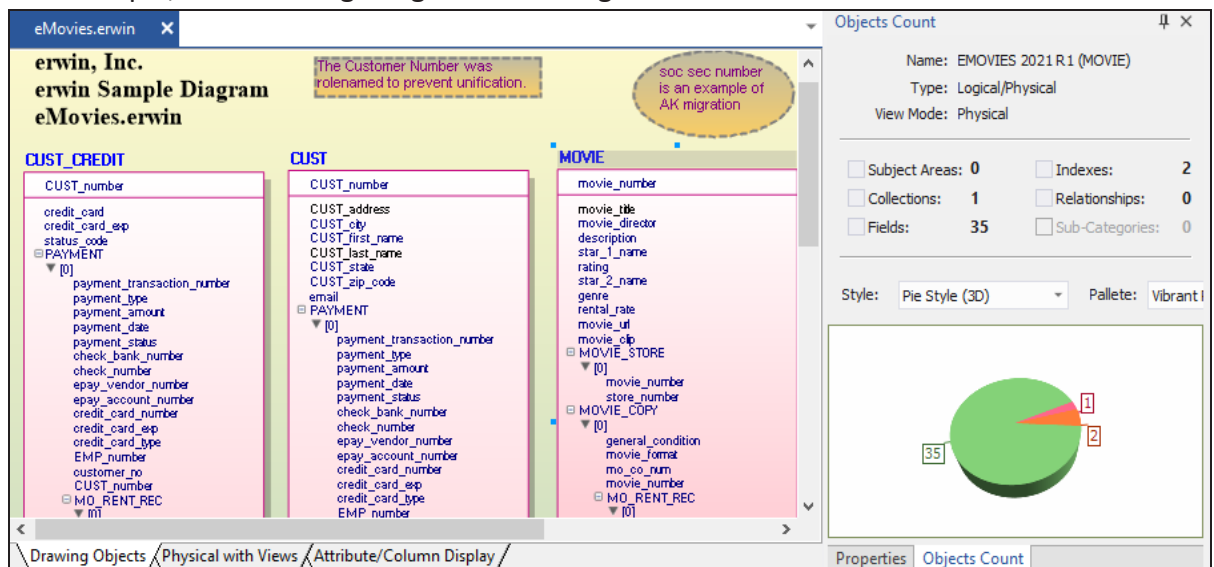 eMovies.erwin
erwin, Inc.
erwin Sample Diagram
eMovies.erwin
The Customer Number was
rolenamed to prevent unification.
soc sec number
is an example of
AK migration
CUST_CREDIT
CUST_number
credit_card
credit_card_exp
status_code
PAYMENT
[0]
payment_transaction_number
payment_type
payment_amount
payment_date
payment_status
check_bank_number
check_number
epay_vendor_number
epay_account_number
credit_card_number
credit_card_exp
credit_card_type
EMP_number
customer_no
CUST_number
MO_RENT_REC
[0]
CUST
CUST_number
CUST_address
CUST_city
CUST_first_name
CUST_last_name
CUST_state
CUST_zip_code
email
PAYMENT
[0]
payment_transaction_number
payment_type
payment_amount
payment_date
payment_status
check_bank_number
check_number
epay_vendor_number
epay_account_number
credit_card_number
credit_card_exp
credit_card_type
EMP_number
MOVIE
movie_number
movie_title
movie_director
description
star_1_name
rating
star_2_name
genre
rental_rate
movie_url
movie_clip
MOVIE_STORE
[0]
movie_number
store_number
MOVIE_COPY
[0]
general_condition
movie_format
mo_co_num
movie_number
MO_RENT_REC
[0]
Drawing Objects Physical with Views Attribute/Column Display
Objects Count
Name: EMOVIES 2021 R1 (MOVIE)
Type: Logical/Physical
View Mode: Physical
Subject Areas: 0 Indexes: 2
Collections: 1 Relationships: 0
Fields: 35 Sub-Categories: 0
Style: Pie Style (3D) Pallete: Vibrant
1
2
35
Properties Objects Count